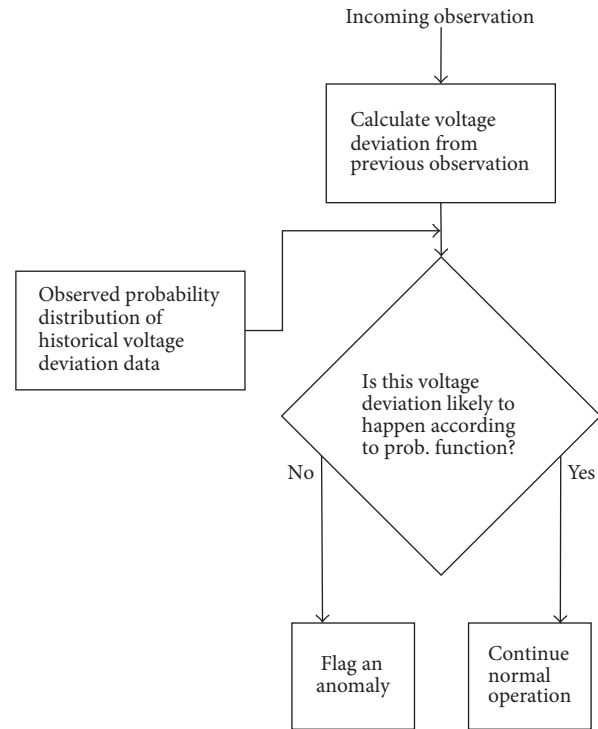 Incoming observation
Calculate voltage
deviation from
previous observation
Observed probability
distribution of
historical voltage
deviation data
Is this voltage
deviation likely to
happen according
to prob. function?
No
Yes
Flag an
anomaly
Continue
normal
operation